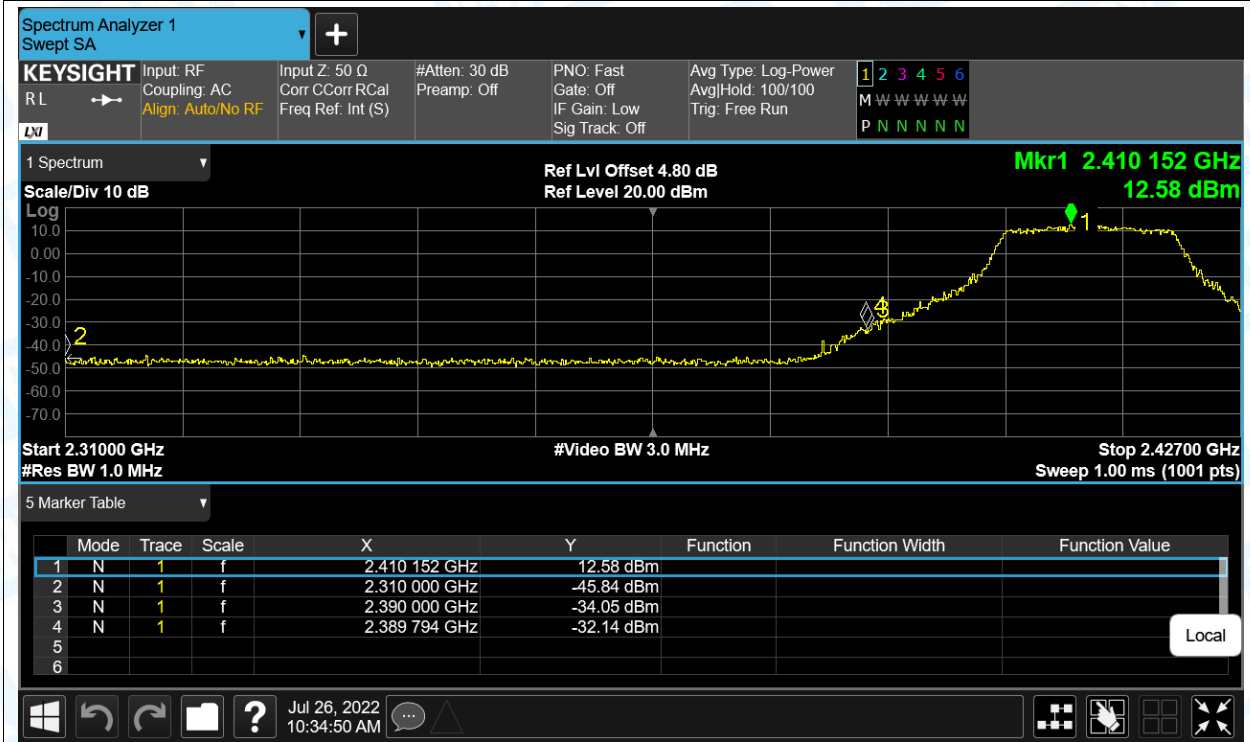 Spectrum Analyzer 1
Swept SA
+
KEYSIGHT
R L
LXI
Input: RF
Coupling: AC
Align: Auto/No RF
Input Z: 50 Ω
Corr CCorr RCal
Freq Ref: Int (S)
#Atten: 30 dB
Preamp: Off
PNO: Fast
Gate: Off
IF Gain: Low
Sig Track: Off
Avg Type: Log-Power
Avg|Hold: 100/100
Trig: Free Run
1 2 3 4 5 6
M W W W W W
P N N N N N N
1 Spectrum
Scale/Div 10 dB
Ref Lvl Offset 4.80 dB
Ref Level 20.00 dBm
Mkr1 2.410 152 GHz
12.58 dBm
Log
10.0
0.00
-10.0
-20.0
-30.0
-40.0
-50.0
-60.0
-70.0
2
1
Start 2.31000 GHz
#Res BW 1.0 MHz
#Video BW 3.0 MHz
Stop 2.42700 GHz
Sweep 1.00 ms (1001 pts)
5 Marker Table
Mode Trace Scale X Y Function Function Width Function Value
1 N 1 f 2.410 152 GHz 12.58 dBm
2 N 1 f 2.310 000 GHz -45.84 dBm
3 N 1 f 2.390 000 GHz -34.05 dBm
4 N 1 f 2.389 794 GHz -32.14 dBm
5
6
Local
?
Jul 26, 2022
10:34:50 AM